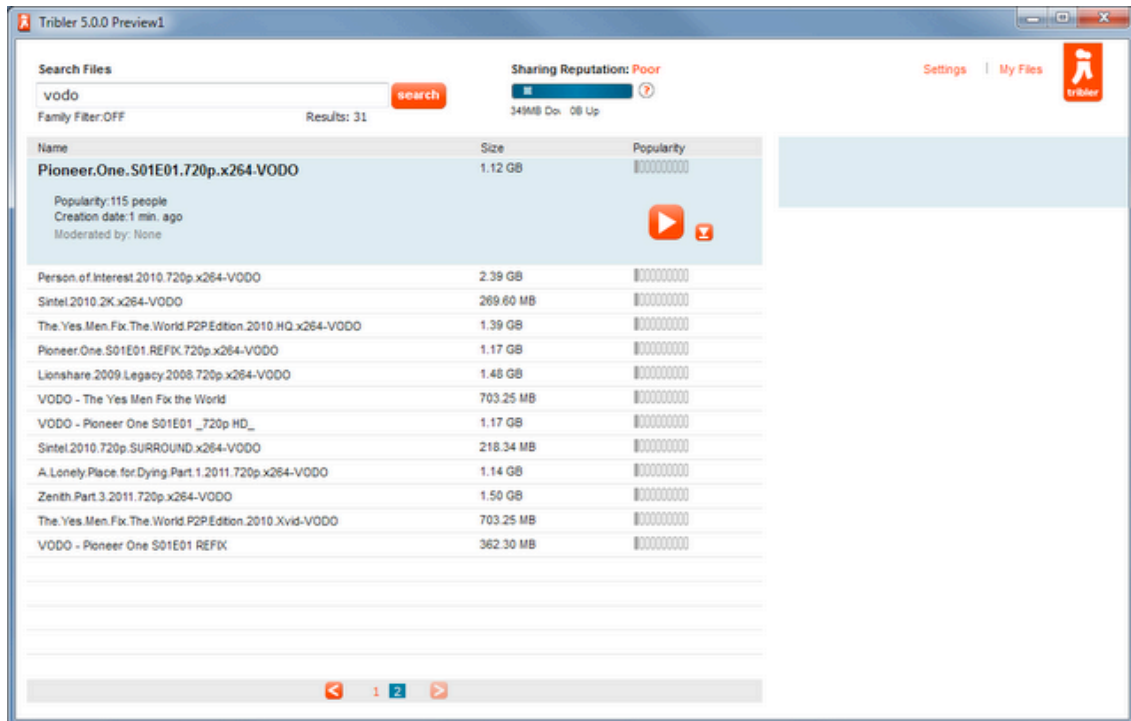 Tribler 5.0.0 Preview1
Search Files
Sharing Reputation: Poor
Settings | My Files
tribler
vodo
search
?
349MB Dov 0B Up
Family Filter:OFF
Results: 31
Name Size Popularity
Pioneer.One.S01E01.720p.x264-VODO 1.12 GB
Popularity:115 people
Creation date:1 min. ago
Moderated by: None
Person.of.Interest.2010.720p.x264-VODO 2.39 GB
Sintel.2010.2K.x264-VODO 269.60 MB
The.Yes.Men.Fix.The.World.P2P.Edition.2010.HQ.x264-VODO 1.39 GB
Pioneer.One.S01E01.REFIX.720p.x264-VODO 1.17 GB
Lionshare.2009.Legacy.2008.720p.x264-VODO 1.48 GB
VODO - The Yes Men Fix the World 703.25 MB
VODO - Pioneer One S01E01 _720p HD_ 1.17 GB
Sintel.2010.720p.SURROUND.x264-VODO 218.34 MB
A.Lonely.Place.for.Dying.Part.1.2011.720p.x264-VODO 1.14 GB
Zenith.Part.3.2011.720p.x264-VODO 1.50 GB
The.Yes.Men.Fix.The.World.P2P.Edition.2010.Xvid-VODO 703.25 MB
VODO - Pioneer One S01E01 REFIX 362.30 MB
< 1 2 >